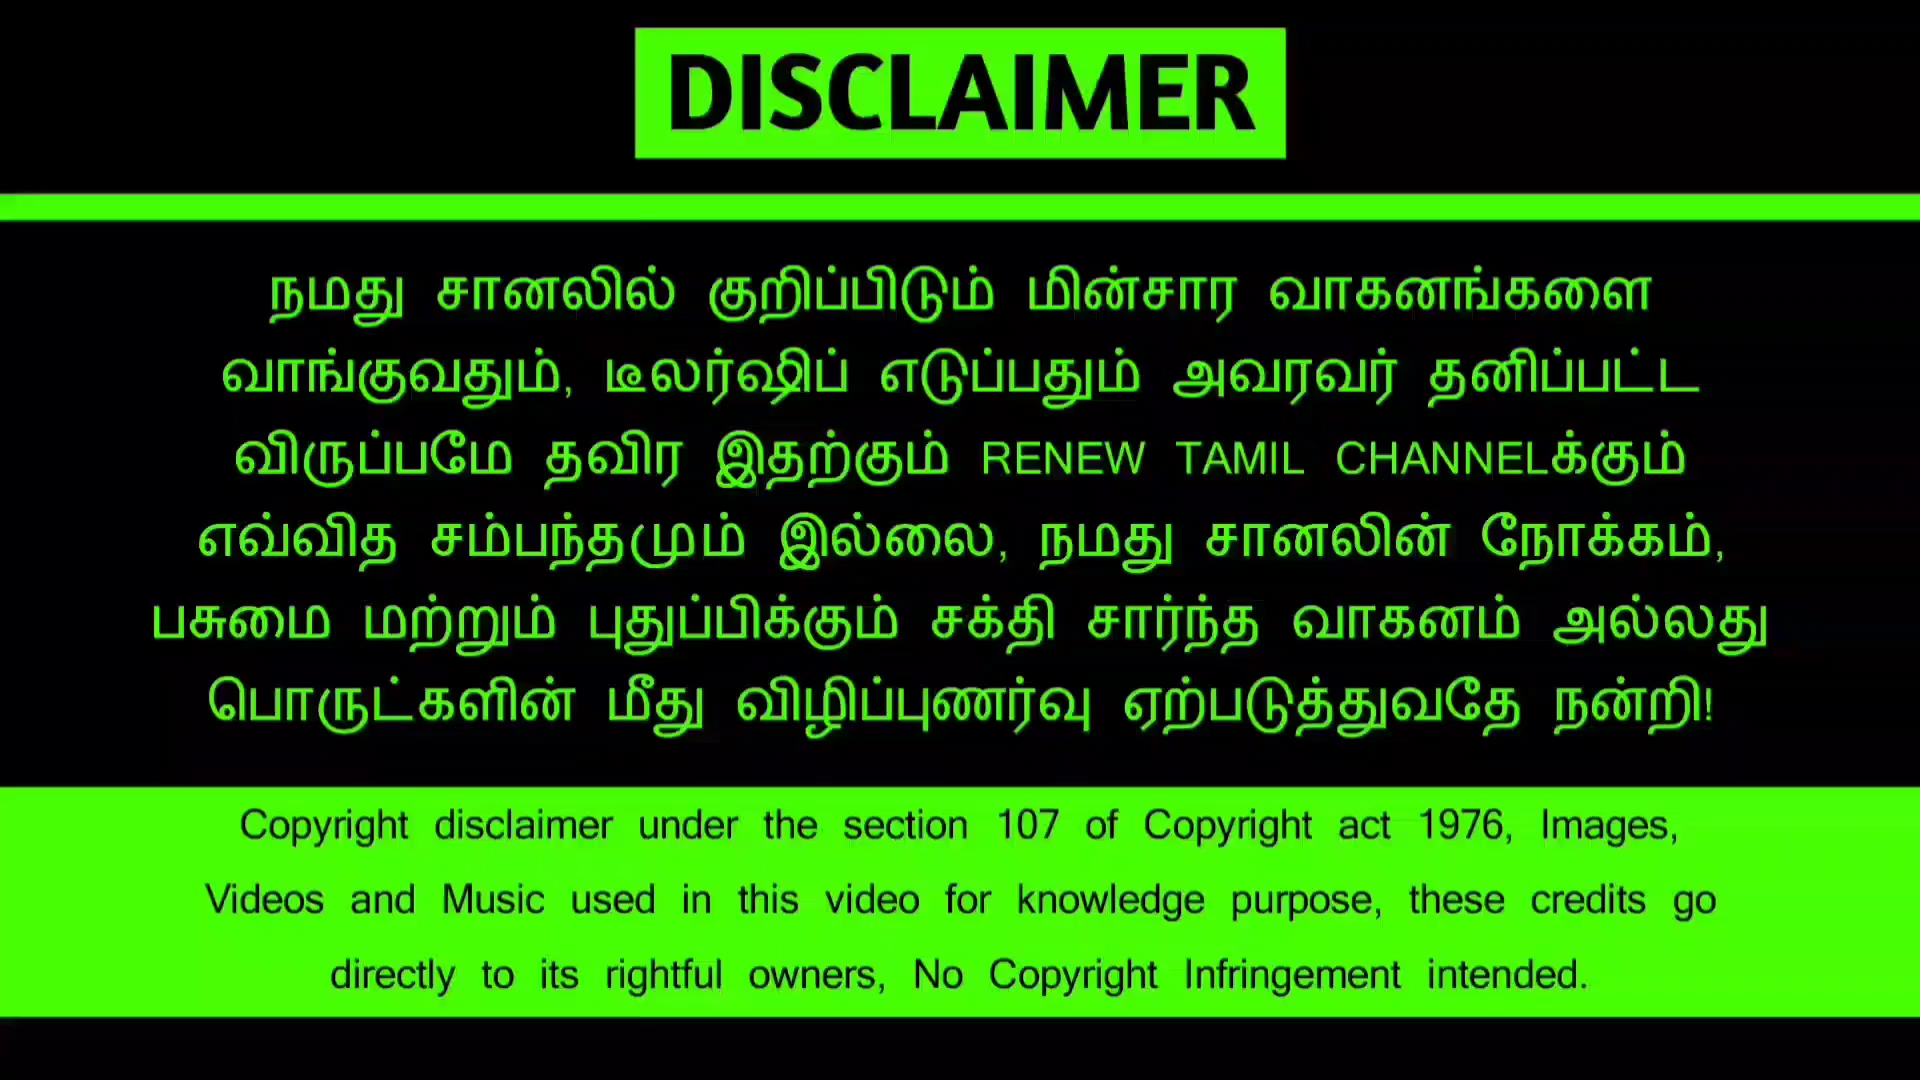 DISCLAIMER
நமது சானலில் குறிப்பிடும் மின்சார வாகனங்களை
வாங்குவதும், டீலர்ஷிப் எடுப்பதும் அவரவர் தனிப்பட்ட
விருப்பமே தவிர இதற்கும் RENEW TAMIL CHANNELக்கும்
எவ்வித சம்பந்தமும் இல்லை, நமது சானலின் நோக்கம்,
பசுமை மற்றும் புதுப்பிக்கும் சக்தி சார்ந்த வாகனம் அல்லது
பொருட்களின் மீது விழிப்புணர்வு ஏற்படுத்துவதே நன்றி!
Copyright disclaimer under the section 107 of Copyright act 1976, Images,
Videos and Music used in this video for knowledge purpose, these credits go
directly to its rightful owners, No Copyright Infringement intended.